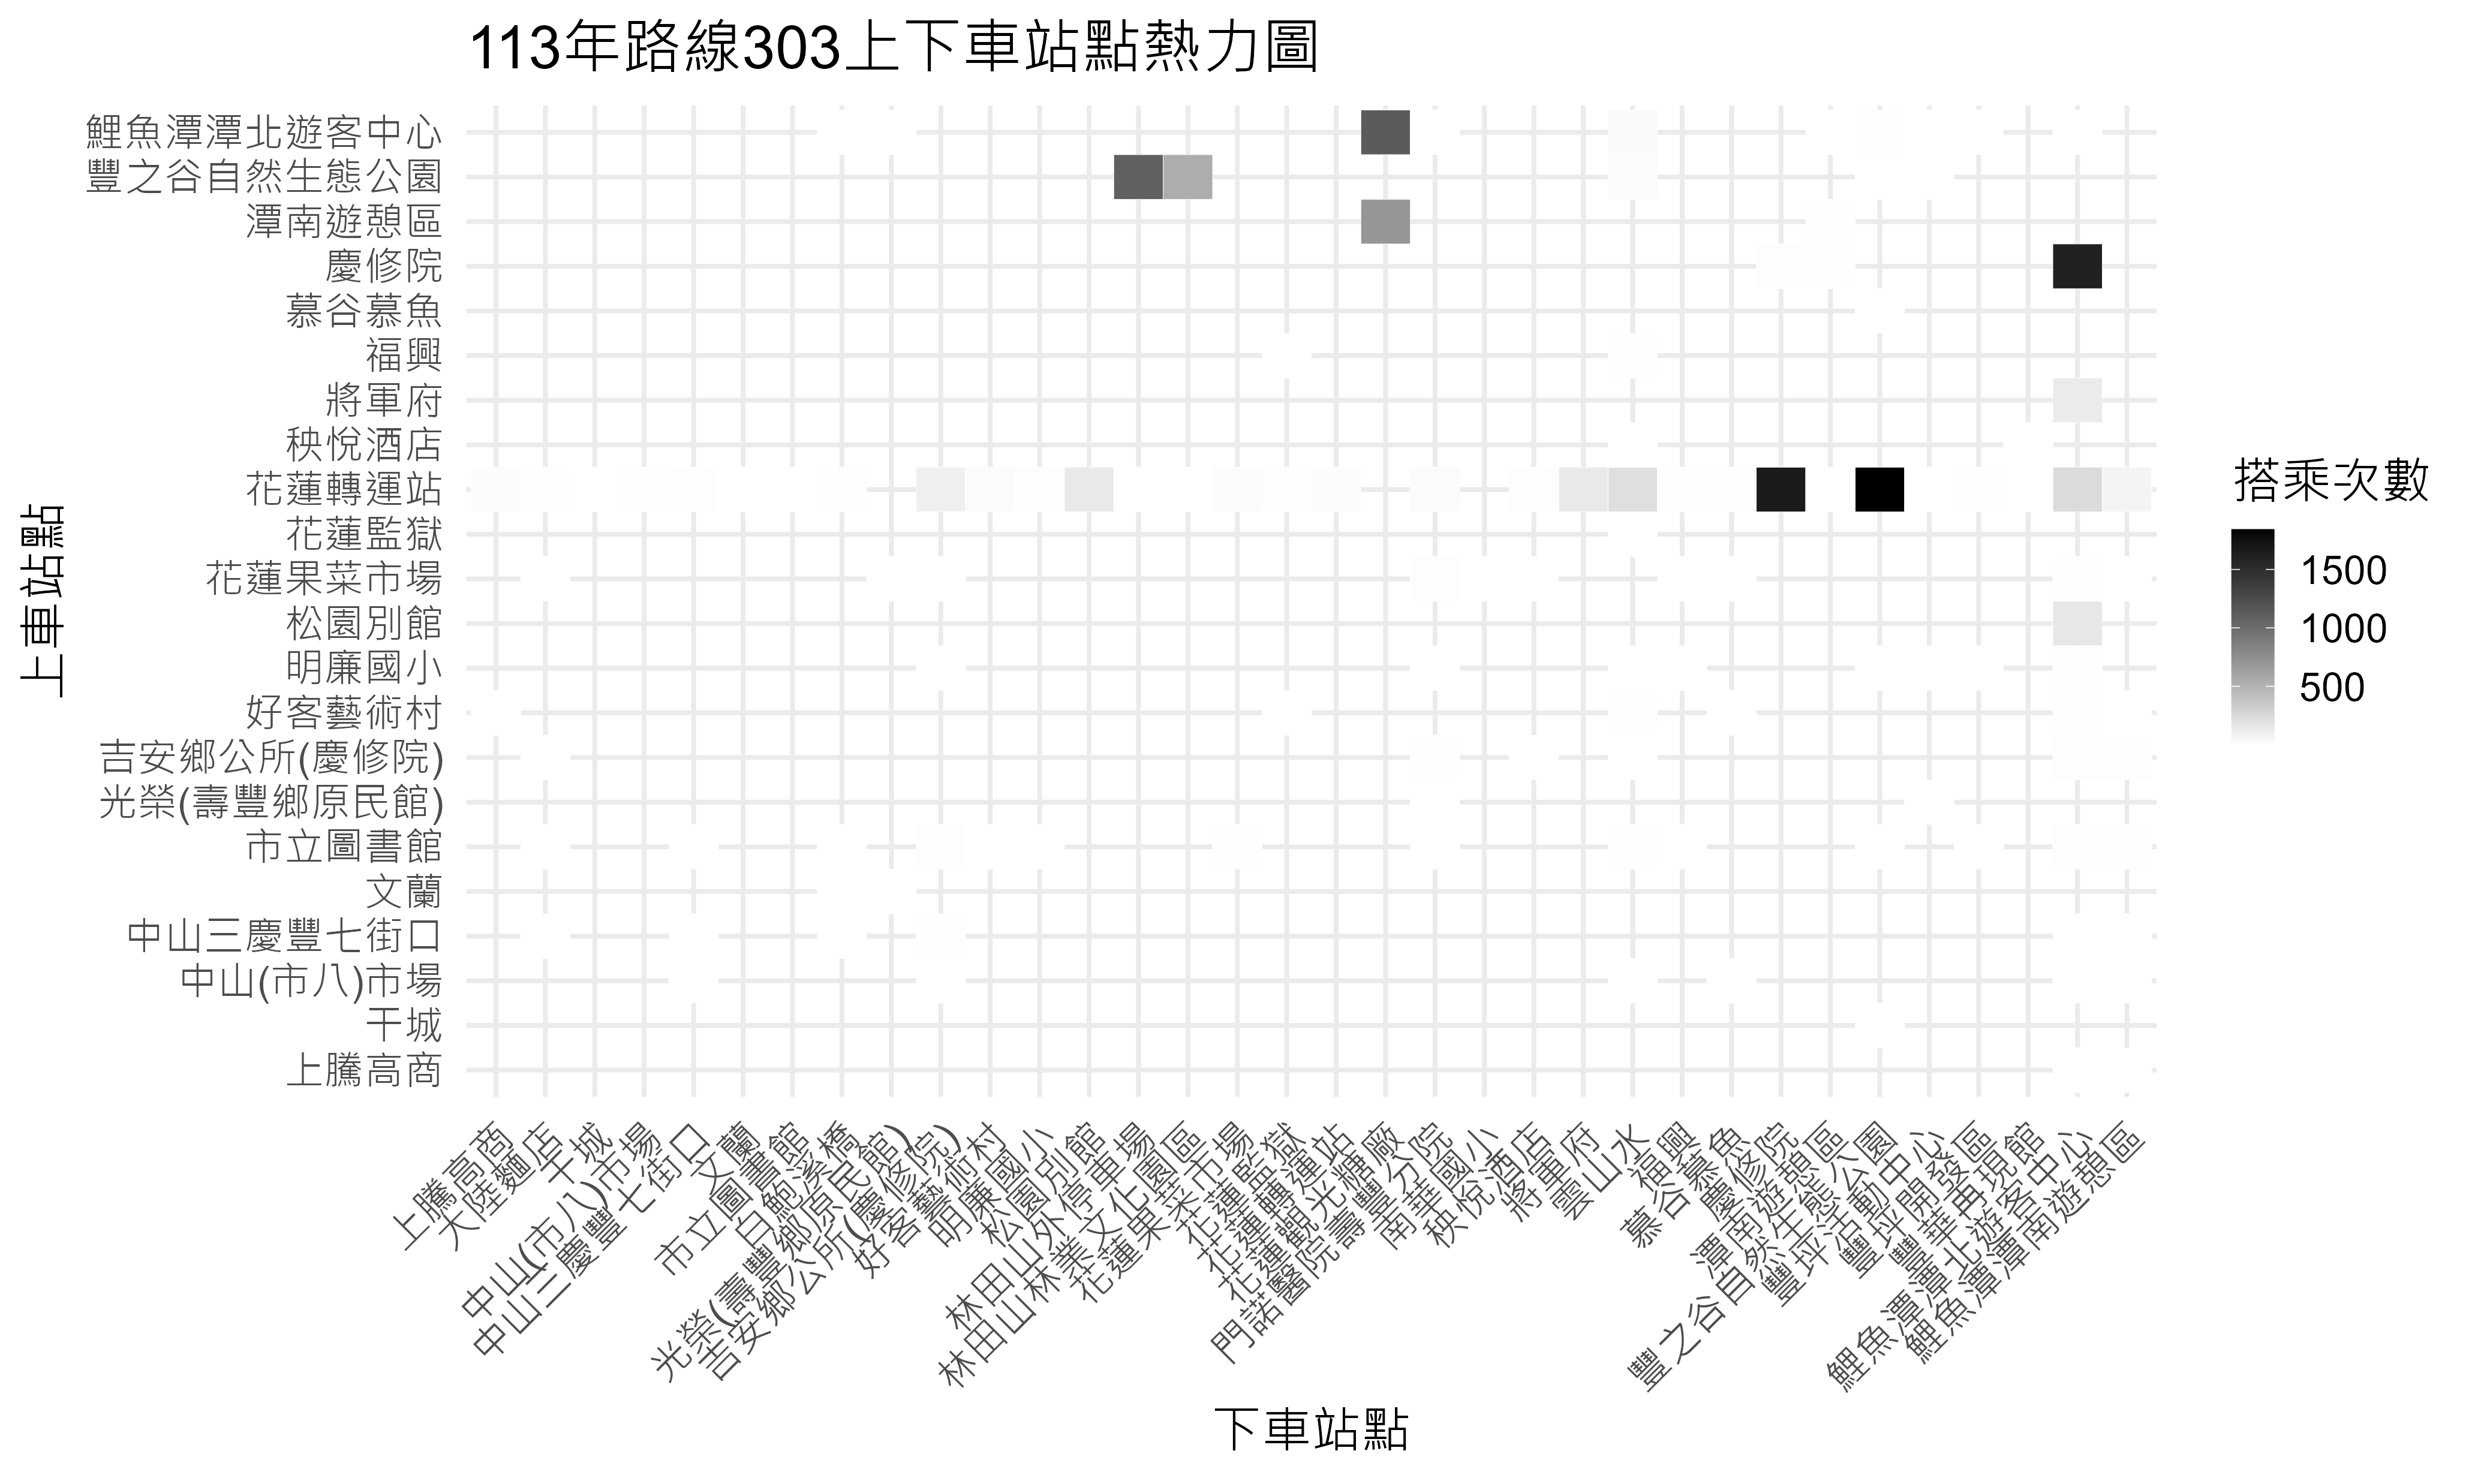 113年路線303上下車站點熱力圖
上車站點
鯉魚潭潭北遊客中心
豐之谷自然生態公園
潭南遊憩區
慶修院
慕谷慕魚
福興
將軍府
秧悅酒店
花蓮轉運站
花蓮監獄
花蓮果菜市場
松園別館
明廉國小
好客藝術村
吉安鄉公所(慶修院)
光榮(壽豐鄉原民館)
市立圖書館
文蘭
中山三慶豐七街口
中山(市八)市場
干城
上騰高商
上騰高商
大陸麵店
干城
中山(市八)市場
中山三慶豐七街口
文蘭
市立圖書館
白鮑溪橋
光榮(壽豐鄉原民館)
吉安鄉公所(慶修院)
好客藝術村
明廉國小
松園別館
林田山外停車場
林田山林業文化園區
花蓮果菜市場
花蓮監獄
花蓮轉運站
花蓮觀光糖廠
門諾醫院壽豐分院
南華國小
秧悅酒店
將軍府
雲山水
福興
慕谷慕魚
慶修院
潭南遊憩區
豐之谷自然生態公園
豐坪活動中心
豐坪開發區
豐華再現館
鯉魚潭潭北遊客中心
鯉魚潭潭南遊憩區
下車站點
搭乘次數
1500
1000
500